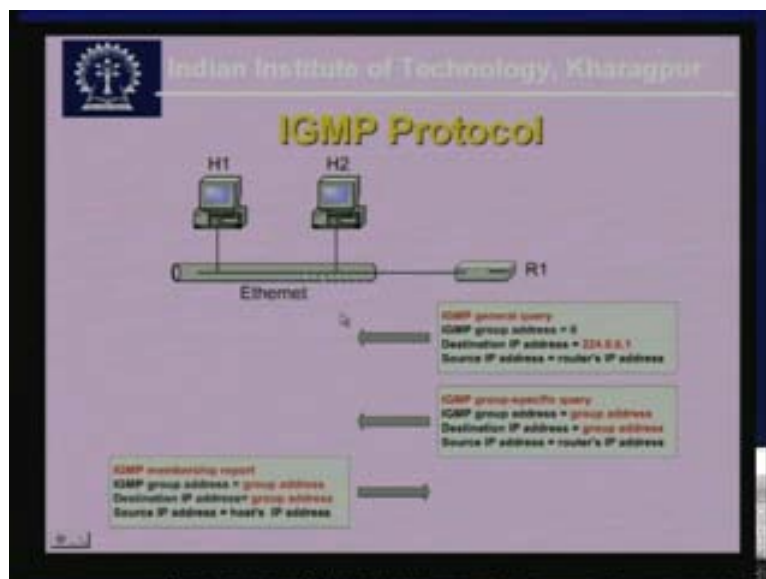 Indian Institute of Technology, Kharagpur
IGMP Protocol
H1 H2
R1
Ethernet
IGMP general query
IGMP group address = 0
Destination IP address = 224.0.0.1
Source IP address = router's IP address
IGMP group-specific query
IGMP group address = group address
Destination IP address = group address
Source IP address = router's IP address
IGMP membership report
IGMP group address = group address
Destination IP address= group address
Source IP address = host's IP address